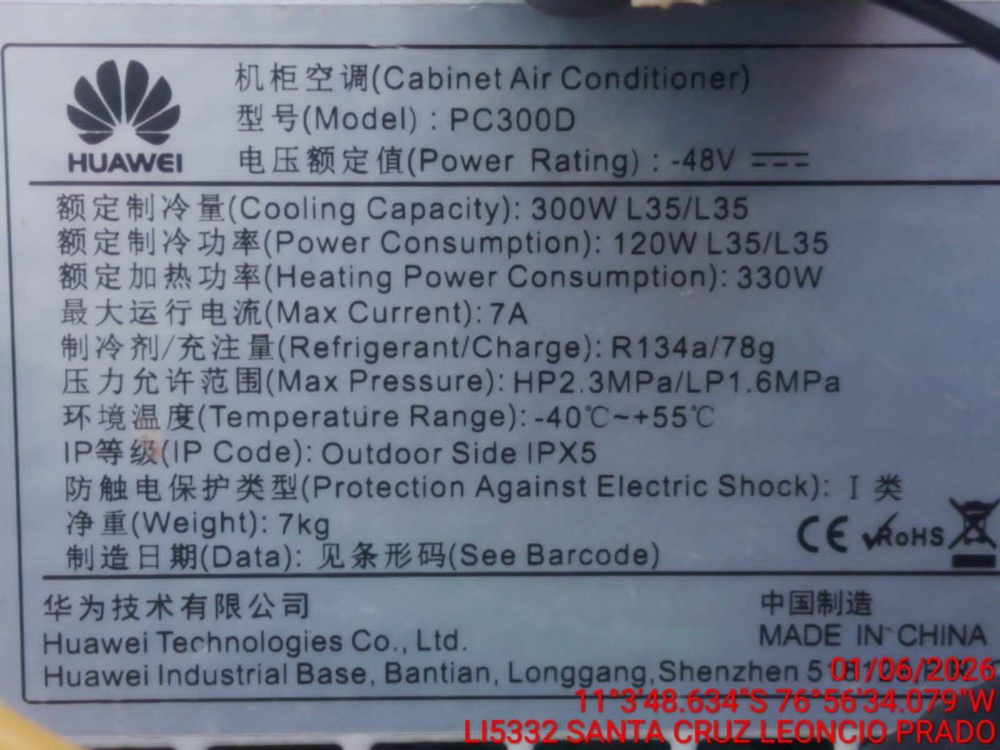 HUAWEI
机柜空调(Cabinet Air Conditioner)
型号(Model) : PC300D
电压额定值(Power Rating) : -48V
额定制冷量(Cooling Capacity): 300W L35/L35
额定制冷功率(Power Consumption): 120W L35/L35
额定加热功率(Heating Power Consumption): 330W
最大运行电流(Max Current): 7A
制冷剂/充注量(Refrigerant/Charge): R134a/78g
压力允许范围(Max Pressure): HP2.3MPa/LP1.6MPa
环境温度(Temperature Range): -40℃~+55℃
IP等级(IP Code): Outdoor Side IPX5
防触电保护类型(Protection Against Electric Shock): I 类
净重(Weight): 7kg
制造日期(Data): 见条形码(See Barcode)
CE RoHS
华为技术有限公司
中国制造
Huawei Technologies Co., Ltd.
MADE IN CHINA
Huawei Industrial Base, Bantian, Longgang, Shenzhen
01/06/2026
11°3'48.634"S 76°56'34.079"W
LI5332 SANTA CRUZ LEONCIO PRADO